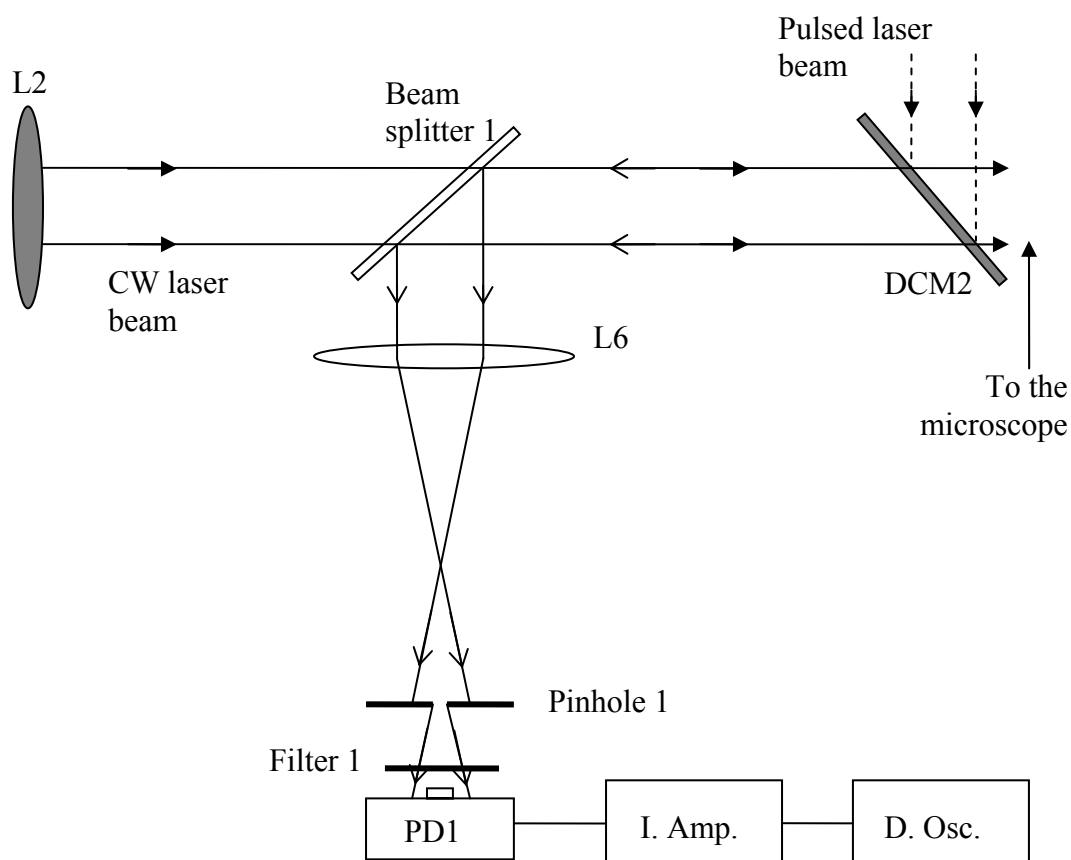 Pulsed laser
beam
L2
Beam
splitter 1
CW laser
beam
DCM2
L6
To the
microscope
Pinhole 1
Filter 1
PD1
I. Amp.
D. Osc.